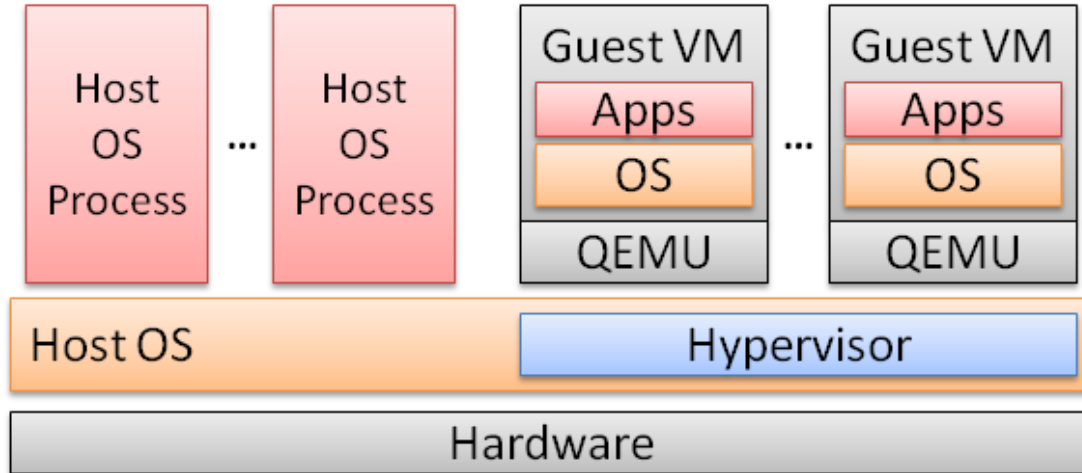 Host
OS
Process
...
Host
OS
Process
Guest VM
Apps
OS
QEMU
...
Guest VM
Apps
OS
QEMU
Host OS
Hypervisor
Hardware